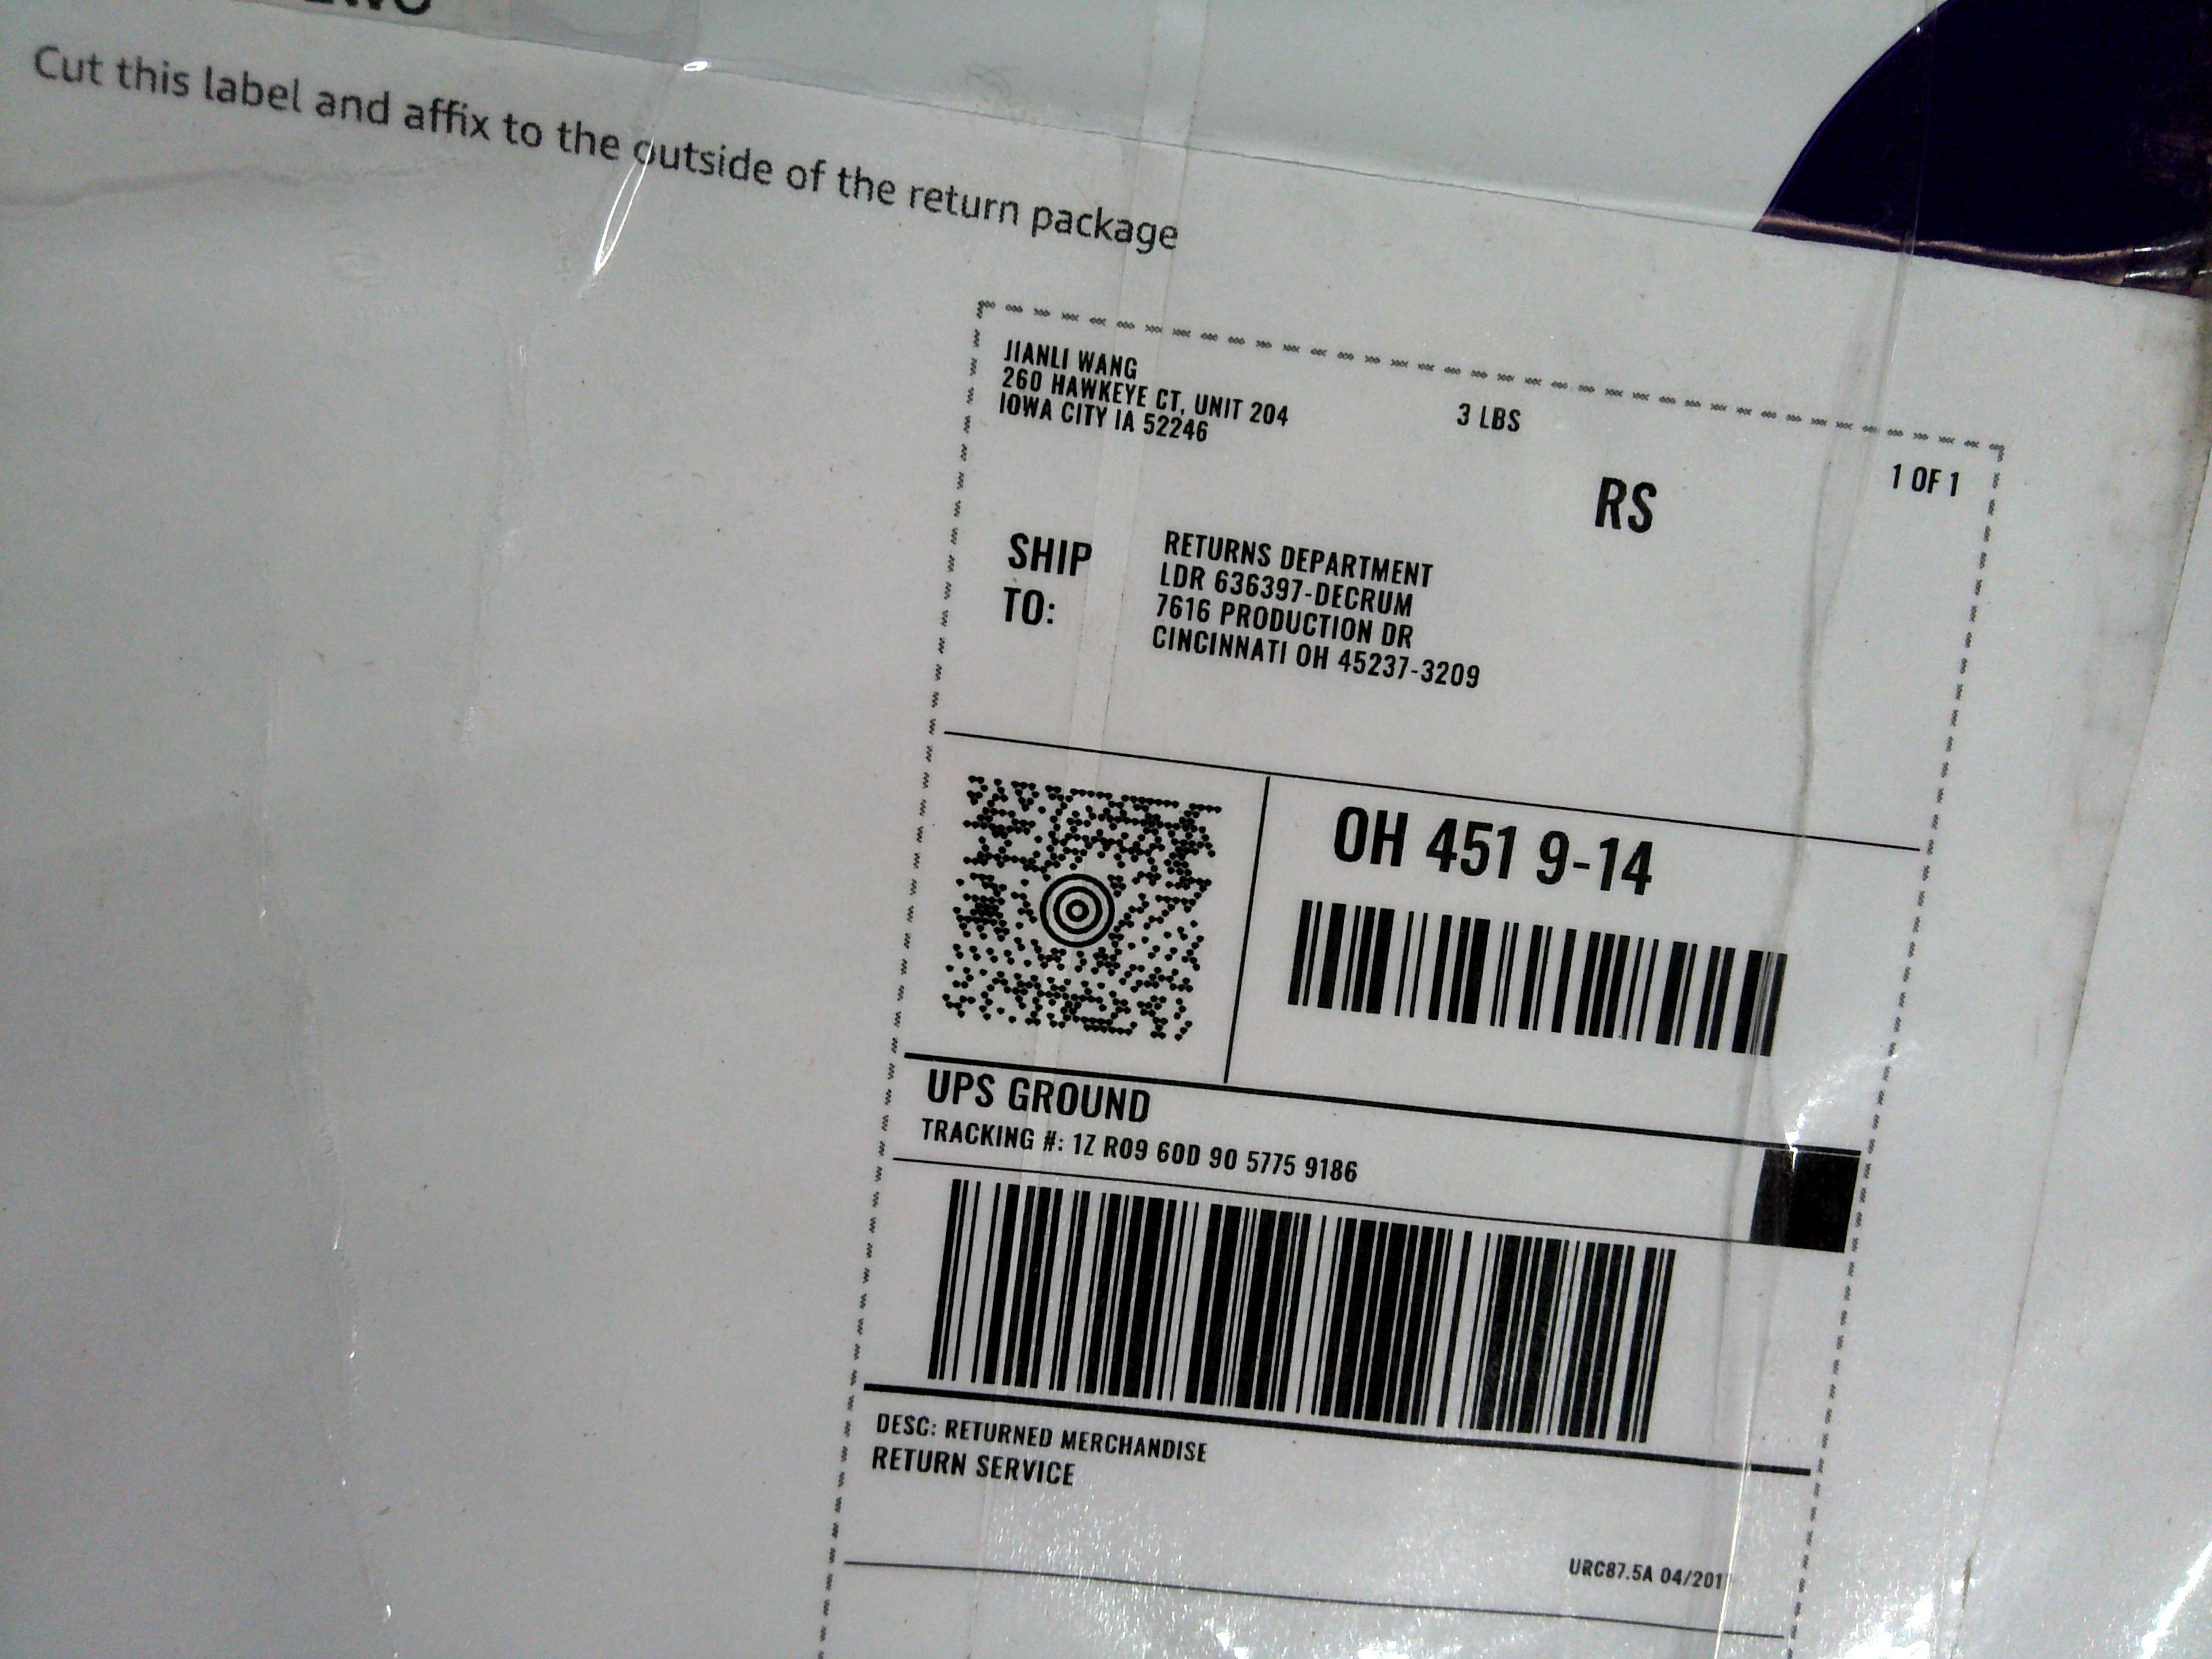 Cut this label and affix to the outside of the return package
JIANLI WANG
260 HAWKEYE CT, UNIT 204
IOWA CITY IA 52246
3 LBS
1 OF 1
RS
SHIP
TO:
RETURNS DEPARTMENT
LDR 636397-DECRUM
7616 PRODUCTION DR
CINCINNATI OH 45237-3209
OH 451 9-14
UPS GROUND
TRACKING #: 1Z R09 60D 90 5775 9186
DESC: RETURNED MERCHANDISE
RETURN SERVICE
URC87.5A